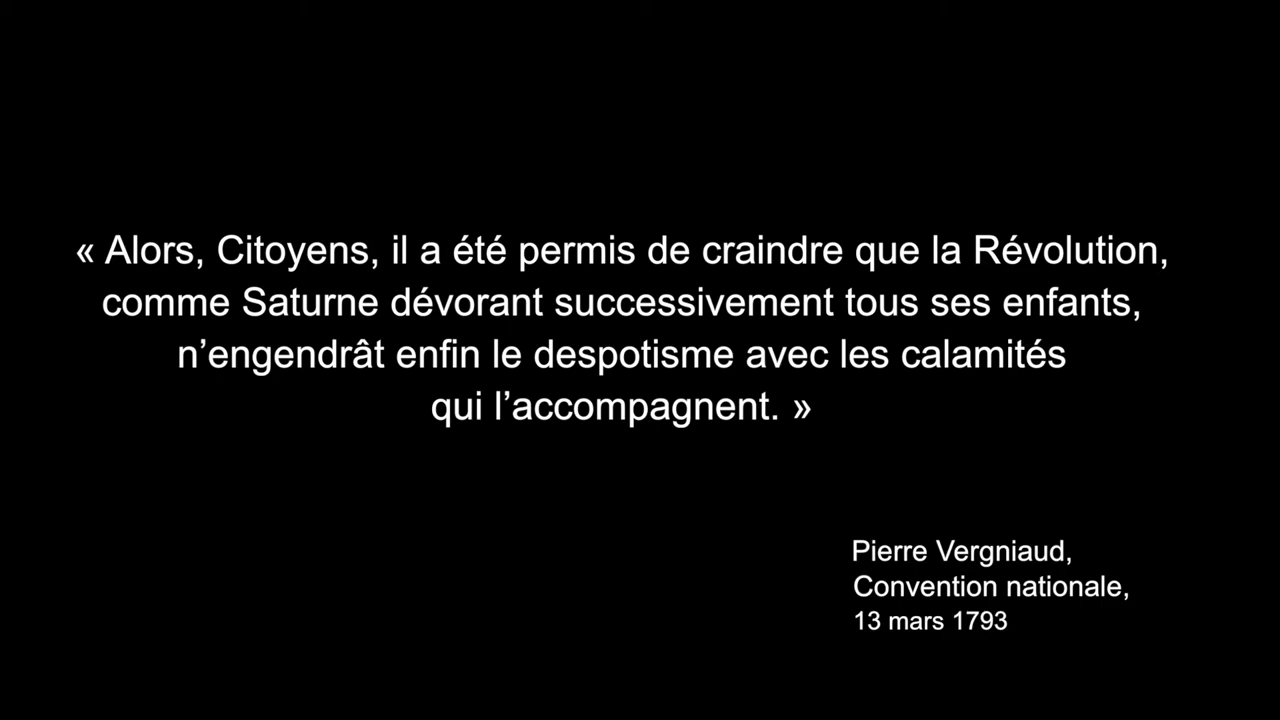 « Alors, Citoyens, il a été permis de craindre que la Révolution,
comme Saturne dévorant successivement tous ses enfants,
n’engendrât enfin le despotisme avec les calamités
qui l’accompagnent. »
Pierre Vergniaud,
Convention nationale,
13 mars 1793